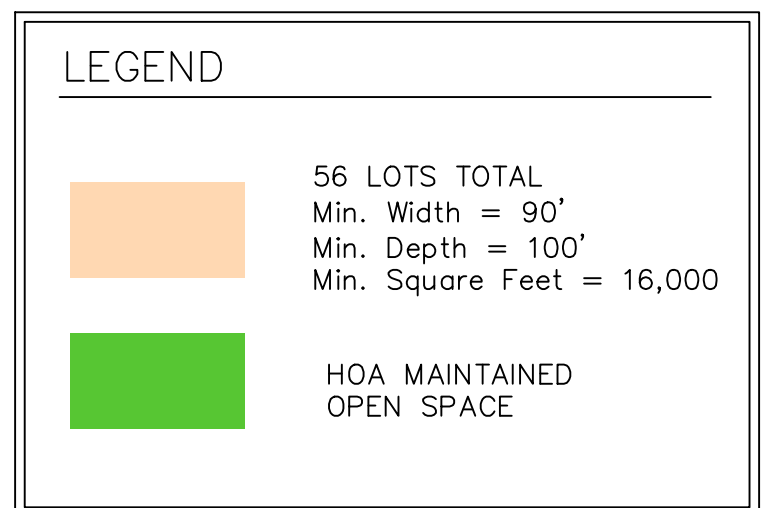 LEGEND
56 LOTS TOTAL
Min. Width = 90'
Min. Depth = 100'
Min. Square Feet = 16,000
HOA MAINTAINED
OPEN SPACE